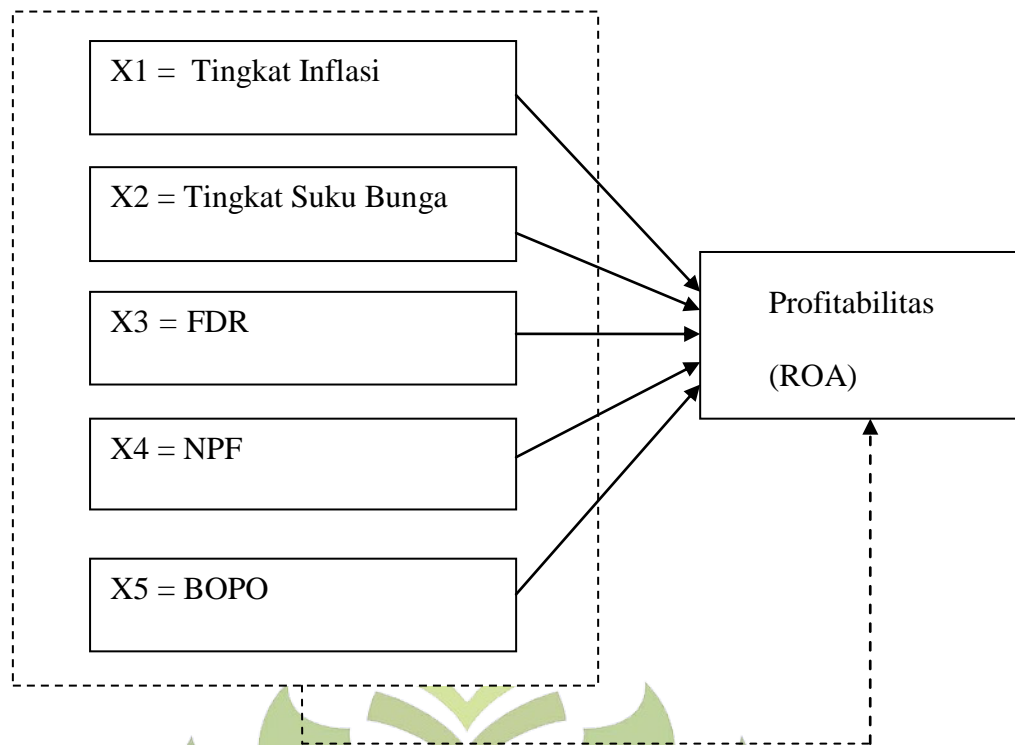 X1 = Tingkat Inflasi
X2 = Tingkat Suku Bunga
X3 = FDR
X4 = NPF
X5 = BOPO
Profitabilitas
(ROA)